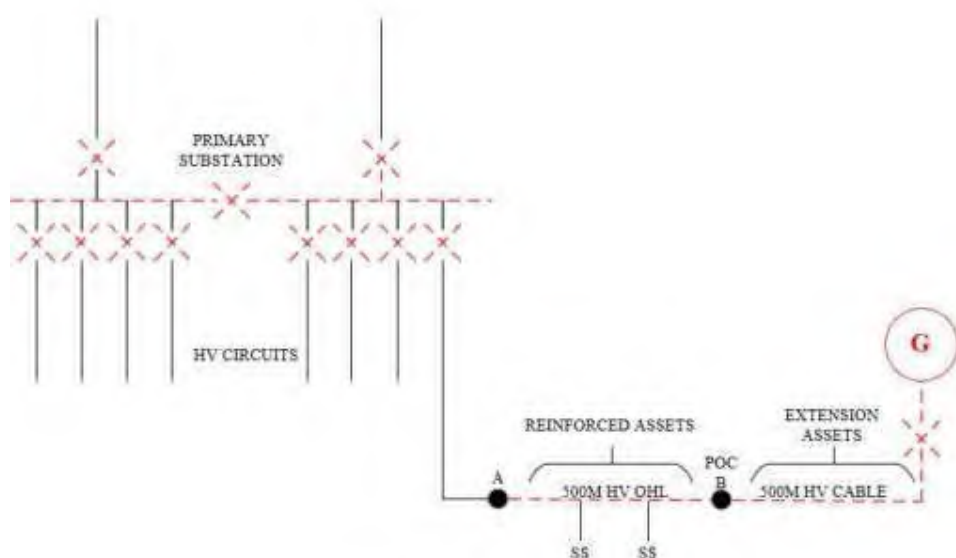 PRIMARY
SUBSTATION
HV CIRCUITS
G
REINFORCED ASSETS
EXTENSION
ASSETS
A
500M HV OHL
POC
B
500M HV CABLE
SS
SS